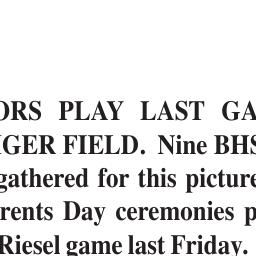 ORS PLAY LAST GA
IGER FIELD. Nine BHS
gathered for this picture
rents Day ceremonies p
Riesel game last Friday.